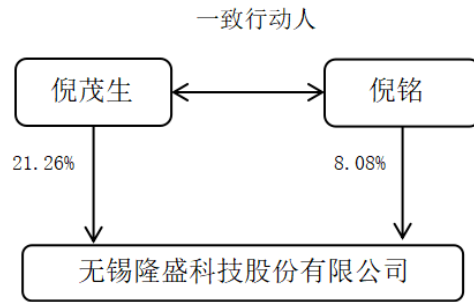 一致行动人
倪茂生
倪铭
21.26%
8.08%
无锡隆盛科技股份有限公司